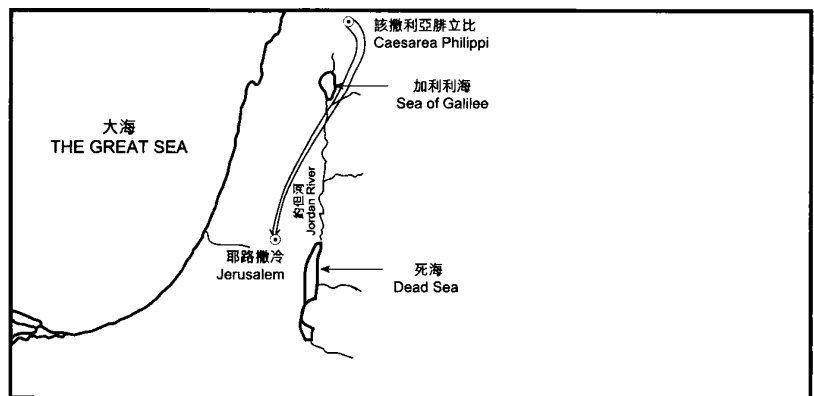 該撒利亞腓立比
Caesarea Philippi
加利利海
Sea of Galilee
大海
THE GREAT SEA
約但河
Jordan River
耶路撒冷
Jerusalem
死海
Dead Sea